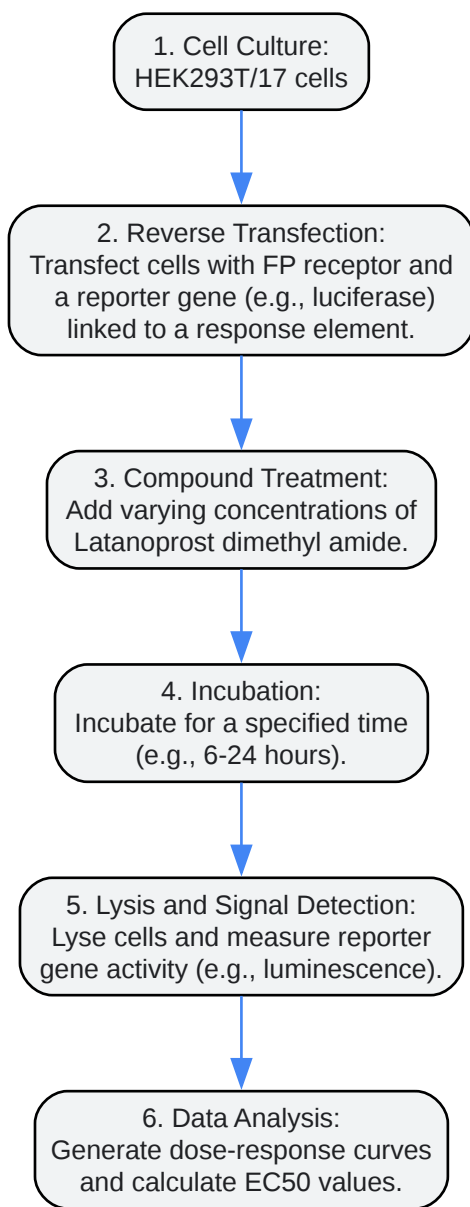 1. Cell Culture:
HEK293T/17 cells
2. Reverse Transfection:
Transfect cells with FP receptor and
a reporter gene (e.g., luciferase)
linked to a response element.
3. Compound Treatment:
Add varying concentrations of
Latanoprost dimethyl amide.
4. Incubation:
Incubate for a specified time
(e.g., 6-24 hours).
5. Lysis and Signal Detection:
Lyse cells and measure reporter
gene activity (e.g., luminescence).
6. Data Analysis:
Generate dose-response curves
and calculate EC50 values.